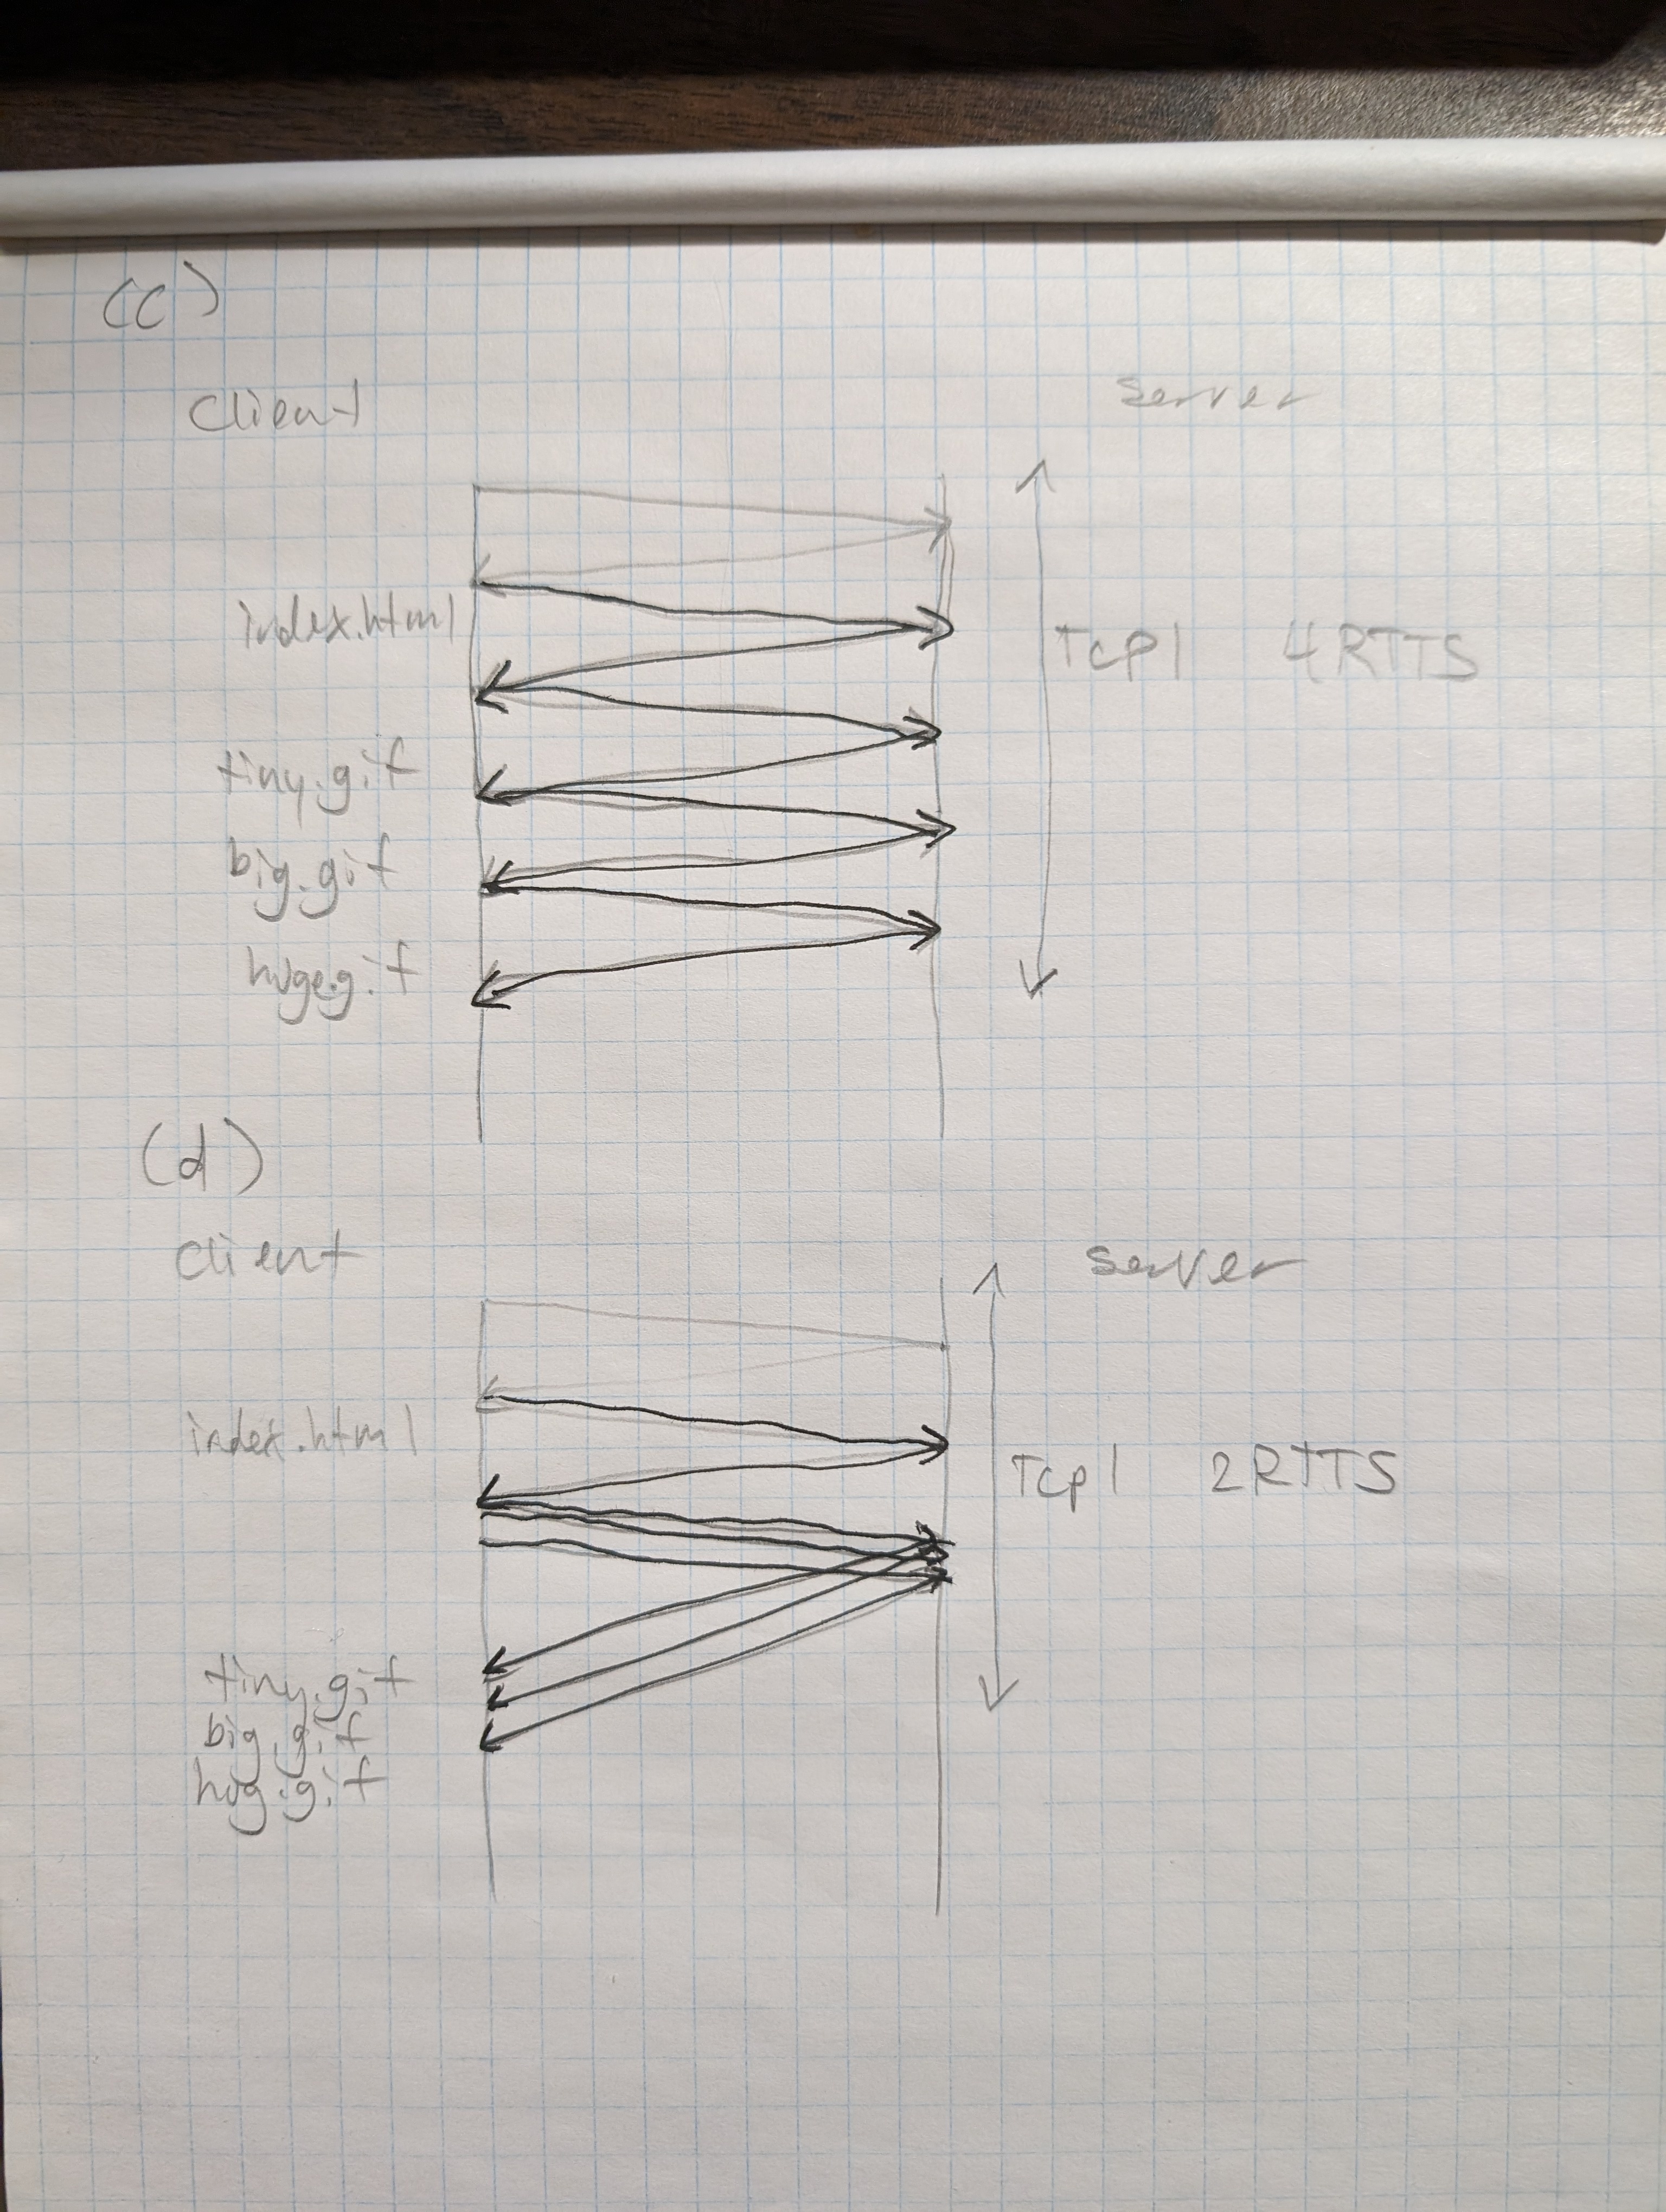 (c)
client server
index.html
Tcp1 4RTTS
tiny.gif
big.gif
huge.gif
(d)
client server
index.html
Tcp1 2RTTS
tiny.gif
big.gif
hug.gif